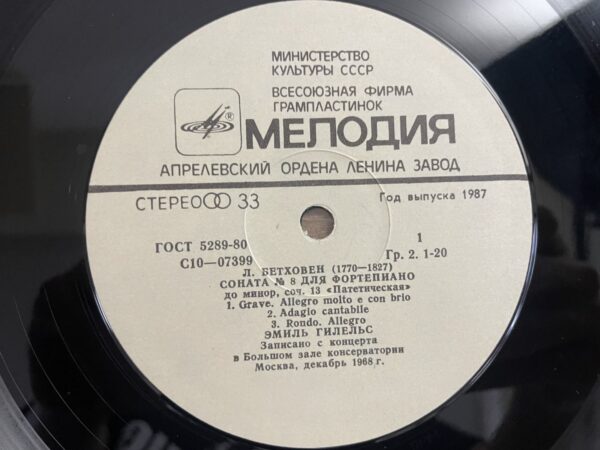 МИНИСТЕРСТВО
КУЛЬТУРЫ СССР
ВСЕСОЮЗНАЯ ФИРМА
ГРАМПЛАСТИНОК
®
МЕЛОДИЯ
АПРЕЛЕВСКИЙ ОРДЕНА ЛЕНИНА ЗАВОД
СТЕРЕО 33
Год выпуска 1987
ГОСТ 5289-80
1
С10—07399
Гр. 2. 1-20
Л. БЕТХОВЕН (1770—1827)
СОНАТА № 8 ДЛЯ ФОРТЕПИАНО
до минор, соч. 13 «Патетическая»
1. Grave. Allegro molto e con brio
2. Adagio cantabile
3. Rondo. Allegro
ЭМИЛЬ ГИЛЕЛЬС
Записано с концерта
в Большом зале консерватории
Москва, декабрь 1968 г.